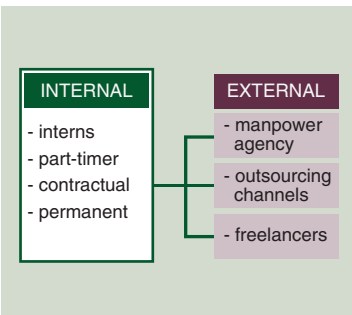 INTERNAL
- interns
- part-timer
- contractual
- permanent
EXTERNAL
- manpower
agency
- outsourcing
channels
- freelancers